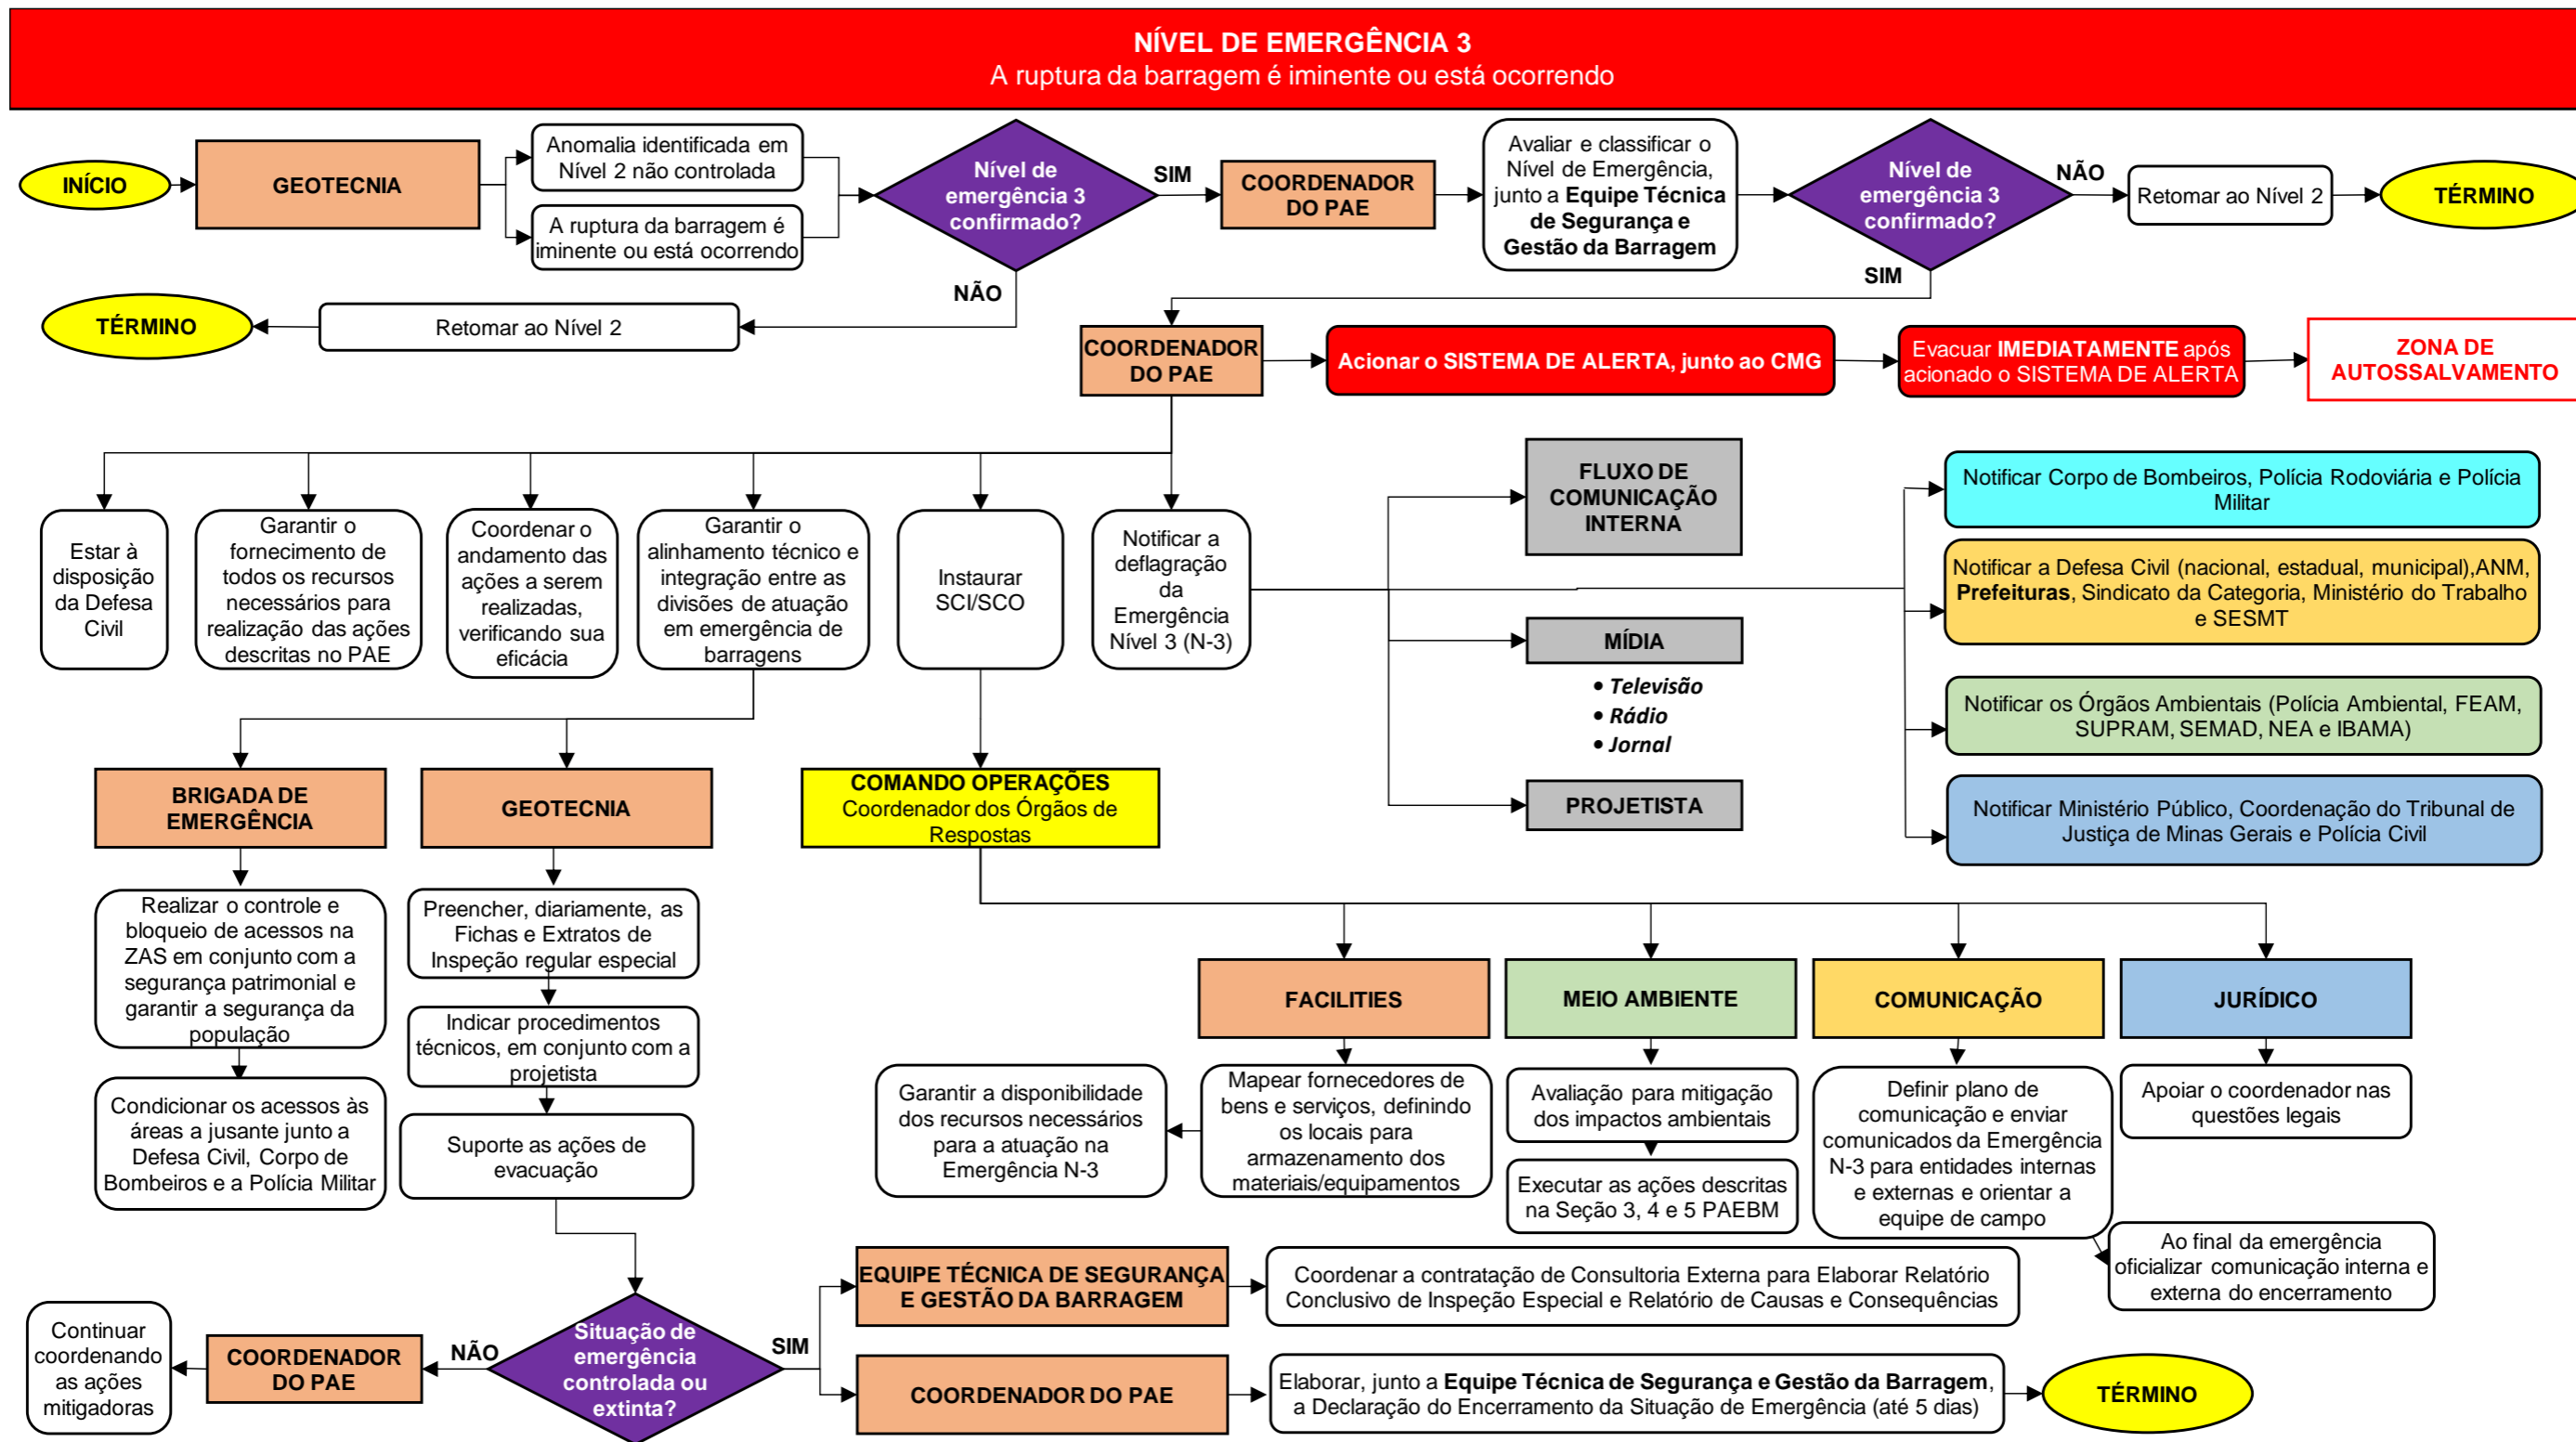 NÍVEL DE EMERGÊNCIA 3
A ruptura da barragem é iminente ou está ocorrendo
INÍCIO
GEOTECNIA
Anomalia identificada em
Nível 2 não controlada
A ruptura da barragem é
iminente ou está ocorrendo
Nível de
emergência 3
confirmado?
SIM
COORDENADOR
DO PAE
Avaliar e classificar o
Nível de Emergência,
junto a Equipe Técnica
de Segurança e
Gestão da Barragem
Nível de
emergência 3
confirmado?
NÃO
Retomar ao Nível 2
TÉRMINO
SIM
NÃO
Retomar ao Nível 2
TÉRMINO
COORDENADOR
DO PAE
Acionar o SISTEMA DE ALERTA, junto ao CMG
Evacuar IMEDIATAMENTE após
acionado o SISTEMA DE ALERTA
ZONA DE
AUTOSSALVAMENTO
Estar à
disposição
da Defesa
Civil
Garantir o
fornecimento de
todos os recursos
necessários para
realização das ações
descritas no PAE
Coordenar o
andamento das
ações a serem
realizadas,
verificando sua
eficácia
Garantir o
alinhamento técnico e
integração entre as
divisões de atuação
em emergência de
barragens
Instaurar
SCI/SCO
Notificar a
deflagração
da
Emergência
Nível 3 (N-3)
FLUXO DE
COMUNICAÇÃO
INTERNA
MÍDIA
• Televisão
• Rádio
• Jornal
PROJETISTA
Notificar Corpo de Bombeiros, Polícia Rodoviária e Polícia
Militar
Notificar a Defesa Civil (nacional, estadual, municipal),ANM,
Prefeituras, Sindicato da Categoria, Ministério do Trabalho
e SESMT
Notificar os Órgãos Ambientais (Polícia Ambiental, FEAM,
SUPRAM, SEMAD, NEA e IBAMA)
Notificar Ministério Público, Coordenação do Tribunal de
Justiça de Minas Gerais e Polícia Civil
BRIGADA DE
EMERGÊNCIA
GEOTECNIA
COMANDO OPERAÇÕES
Coordenador dos Órgãos de
Respostas
Realizar o controle e
bloqueio de acessos na
ZAS em conjunto com a
segurança patrimonial e
garantir a segurança da
população
Condicionar os acessos às
áreas a jusante junto a
Defesa Civil, Corpo de
Bombeiros e a Polícia Militar
Preencher, diariamente, as
Fichas e Extratos de
Inspeção regular especial
Indicar procedimentos
técnicos, em conjunto com a
projetista
Suporte as ações de
evacuação
FACILITIES
MEIO AMBIENTE
COMUNICAÇÃO
JURÍDICO
Garantir a disponibilidade
dos recursos necessários
para a atuação na
Emergência N-3
Mapear fornecedores de
bens e serviços, definindo
os locais para
armazenamento dos
materiais/equipamentos
Avaliação para mitigação
dos impactos ambientais
Executar as ações descritas
na Seção 3, 4 e 5 PAEBM
Definir plano de
comunicação e enviar
comunicados da Emergência
N-3 para entidades internas
e externas e orientar a
equipe de campo
Apoiar o coordenador nas
questões legais
Ao final da emergência
oficializar comunicação interna e
externa do encerramento
Continuar
coordenando
as ações
mitigadoras
COORDENADOR
DO PAE
NÃO
Situação de
emergência
controlada ou
extinta?
SIM
EQUIPE TÉCNICA DE SEGURANÇA
E GESTÃO DA BARRAGEM
Coordenar a contratação de Consultoria Externa para Elaborar Relatório
Conclusivo de Inspeção Especial e Relatório de Causas e Consequências
COORDENADOR DO PAE
Elaborar, junto a Equipe Técnica de Segurança e Gestão da Barragem,
a Declaração do Encerramento da Situação de Emergência (até 5 dias)
TÉRMINO